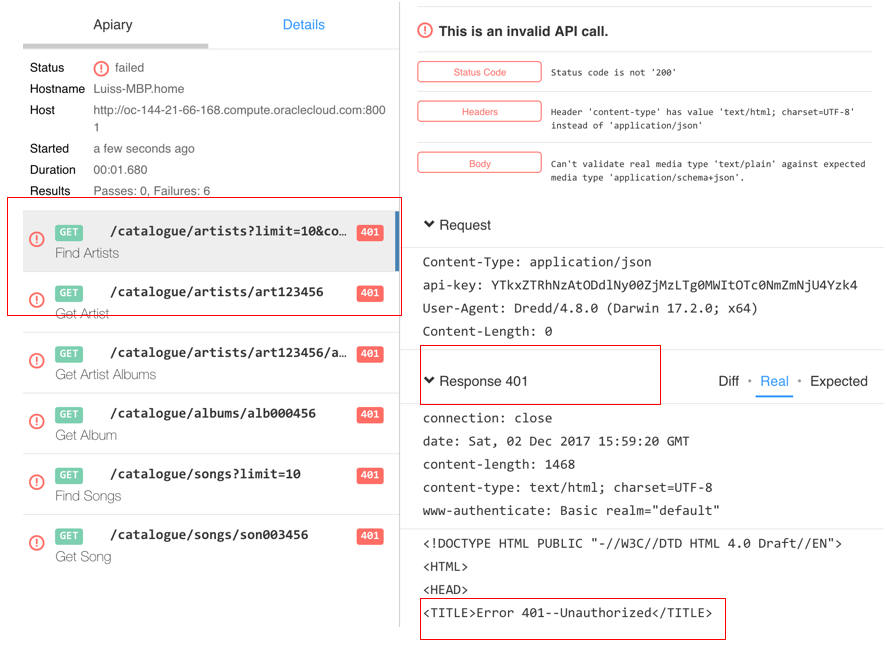 Apiary
Details
Status failed
Hostname Luiss-MBP.home
Host http://oc-144-21-66-168.compute.oraclecloud.com:800
1
Started a few seconds ago
Duration 00:01.680
Results Passes: 0, Failures: 6
GET /catalogue/artists?limit=10&co… 401
Find Artists
GET /catalogue/artists/art123456 401
Get Artist
GET /catalogue/artists/art123456/a… 401
Get Artist Albums
GET /catalogue/albums/alb000456 401
Get Album
GET /catalogue/songs?limit=10 401
Find Songs
GET /catalogue/songs/son003456 401
Get Song
This is an invalid API call.
Status Code Status code is not '200'
Headers Header 'content-type' has value 'text/html; charset=UTF-8'
instead of 'application/json'
Body Can't validate real media type 'text/plain' against expected
media type 'application/schema+json'.
Request
Content-Type: application/json
api-key: YTkxZTRhNzAtODdlNy00ZjMzLTg0MWItOTc0NmZmNjU4Yzk4
User-Agent: Dredd/4.8.0 (Darwin 17.2.0; x64)
Content-Length: 0
Response 401 Diff • Real • Expected
connection: close
date: Sat, 02 Dec 2017 15:59:20 GMT
content-length: 1468
content-type: text/html; charset=UTF-8
www-authenticate: Basic realm="default"
<!DOCTYPE HTML PUBLIC "-//W3C//DTD HTML 4.0 Draft//EN">
<HTML>
<HEAD>
<TITLE>Error 401--Unauthorized</TITLE>